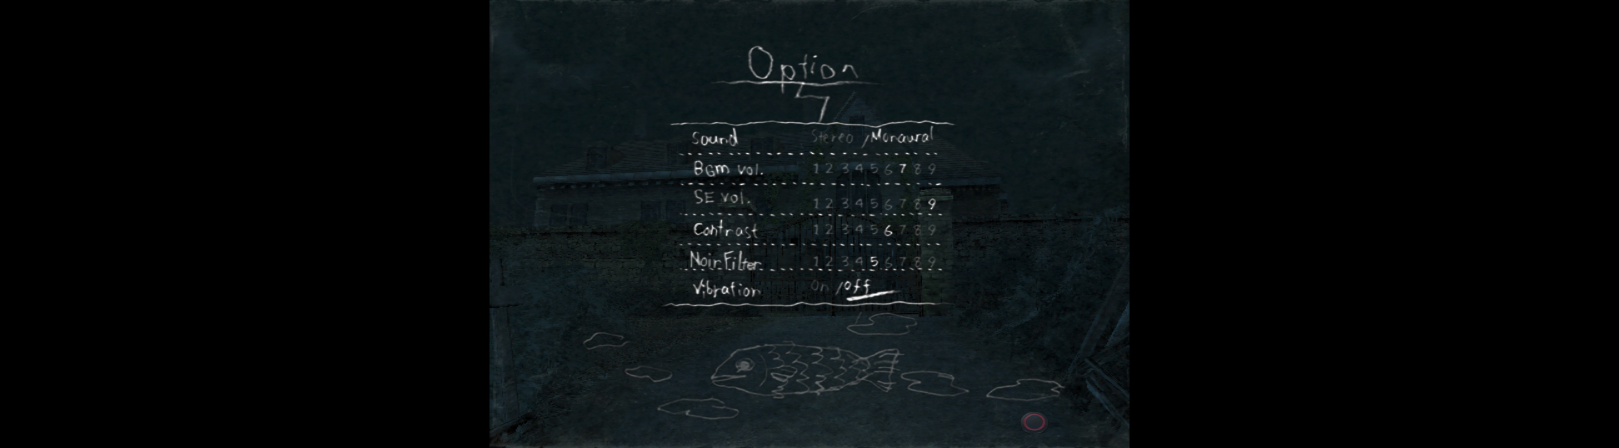 Option
Sound Stereo / Monaural
BGM vol. 1 2 3 4 5 6 7 8 9
SE vol. 1 2 3 4 5 6 7 8 9
Contrast 1 2 3 4 5 6 7 8 9
Noir Filter 1 2 3 4 5 6 7 8 9
Vibration On / Off